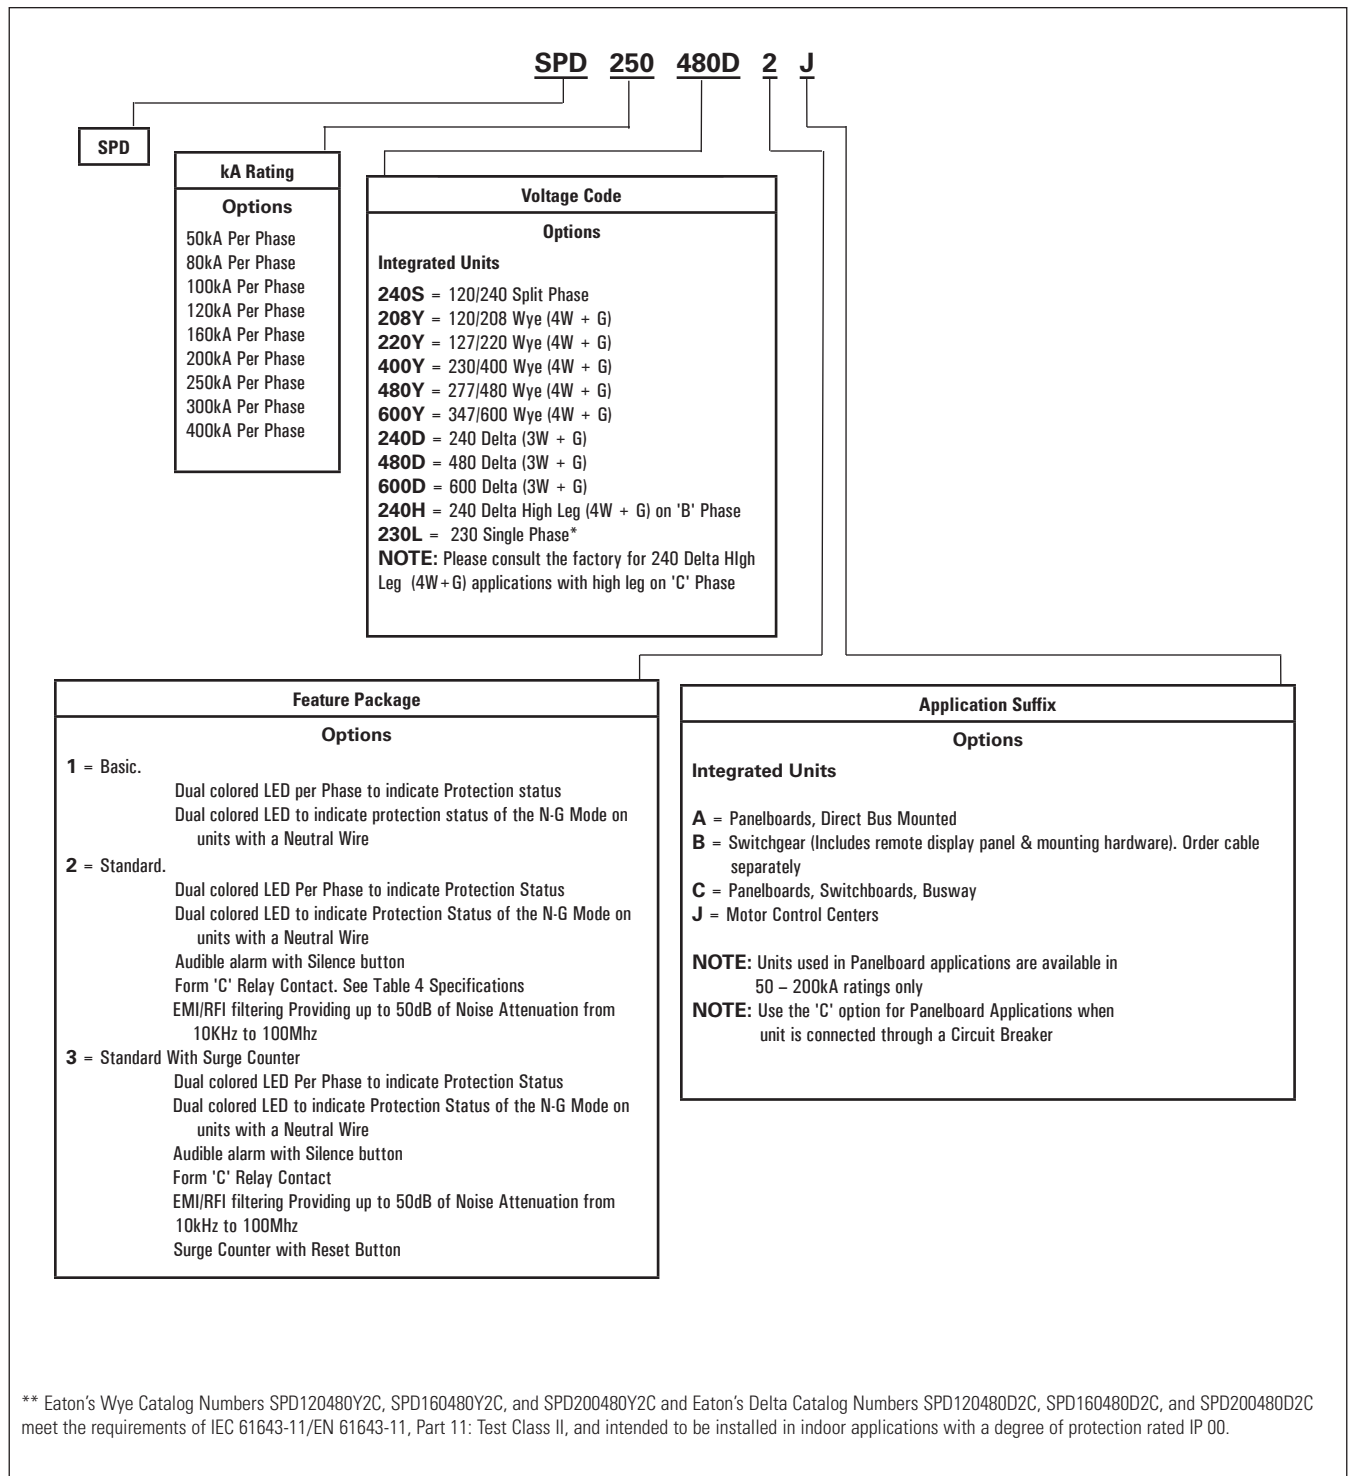 SPD 250 480D 2 J
SPD
kA Rating
Options
50kA Per Phase
80kA Per Phase
100kA Per Phase
120kA Per Phase
160kA Per Phase
200kA Per Phase
250kA Per Phase
300kA Per Phase
400kA Per Phase
Voltage Code
Options
Integrated Units
240S = 120/240 Split Phase
208Y = 120/208 Wye (4W + G)
220Y = 127/220 Wye (4W + G)
400Y = 230/400 Wye (4W + G)
480Y = 277/480 Wye (4W + G)
600Y = 347/600 Wye (4W + G)
240D = 240 Delta (3W + G)
480D = 480 Delta (3W + G)
600D = 600 Delta (3W + G)
240H = 240 Delta High Leg (4W + G) on 'B' Phase
230L = 230 Single Phase*
NOTE: Please consult the factory for 240 Delta HIgh
Leg (4W+G) applications with high leg on 'C' Phase
Feature Package
Options
1 = Basic.
Dual colored LED per Phase to indicate Protection status
Dual colored LED to indicate protection status of the N-G Mode on
units with a Neutral Wire
2 = Standard.
Dual colored LED Per Phase to indicate Protection Status
Dual colored LED to indicate Protection Status of the N-G Mode on
units with a Neutral Wire
Audible alarm with Silence button
Form 'C' Relay Contact. See Table 4 Specifications
EMI/RFI filtering Providing up to 50dB of Noise Attenuation from
10KHz to 100Mhz
3 = Standard With Surge Counter
Dual colored LED Per Phase to indicate Protection Status
Dual colored LED to indicate Protection Status of the N-G Mode on
units with a Neutral Wire
Audible alarm with Silence button
Form 'C' Relay Contact
EMI/RFI filtering Providing up to 50dB of Noise Attenuation from
10kHz to 100Mhz
Surge Counter with Reset Button
Application Suffix
Options
Integrated Units
A = Panelboards, Direct Bus Mounted
B = Switchgear (Includes remote display panel & mounting hardware). Order cable
separately
C = Panelboards, Switchboards, Busway
J = Motor Control Centers
NOTE: Units used in Panelboard applications are available in
50 – 200kA ratings only
NOTE: Use the 'C' option for Panelboard Applications when
unit is connected through a Circuit Breaker
** Eaton's Wye Catalog Numbers SPD120480Y2C, SPD160480Y2C, and SPD200480Y2C and Eaton's Delta Catalog Numbers SPD120480D2C, SPD160480D2C, and SPD200480D2C
meet the requirements of IEC 61643-11/EN 61643-11, Part 11: Test Class II, and intended to be installed in indoor applications with a degree of protection rated IP 00.